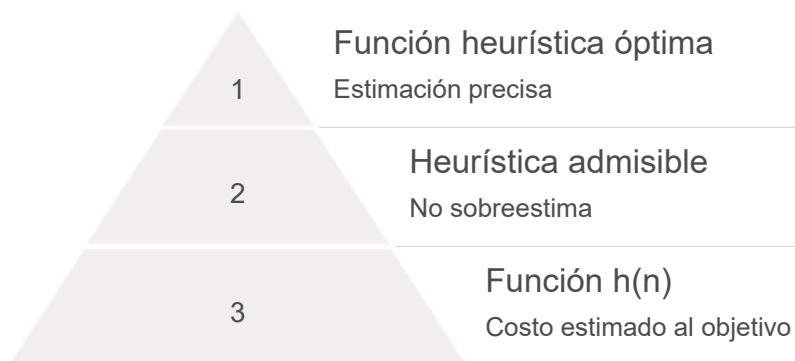 1
Función heurística óptima
Estimación precisa
2
Heurística admisible
No sobreestima
3
Función h(n)
Costo estimado al objetivo